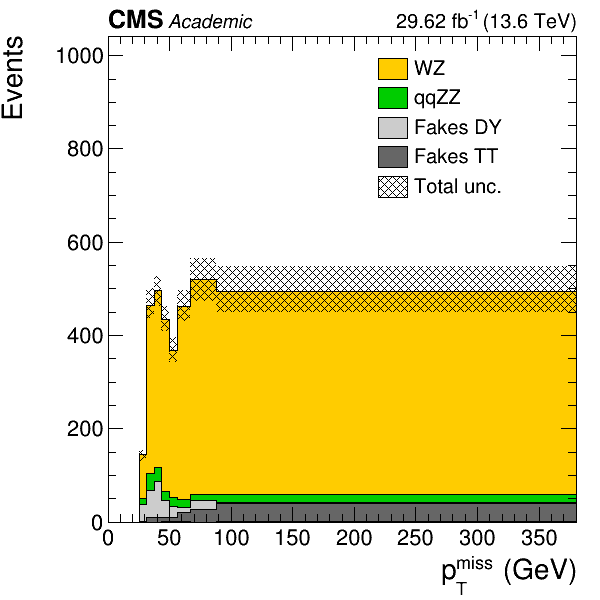 CMS Academic
29.62 fb⁻¹ (13.6 TeV)
Events
1000
800
600
400
200
0
WZ
qqZZ
Fakes DY
Fakes TT
Total unc.
0 50 100 150 200 250 300 350
p_T^miss (GeV)